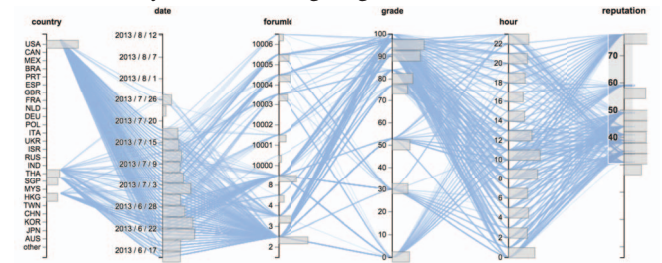 country
USA
CAN
MEX
BRA
PRT
ESP
GBR
FRA
NLD
DEU
POL
ITA
UKR
ISR
RUS
IND
THA
SGP
MYS
HKG
TWN
CHN
KOR
JPN
AUS
other
date
2013 / 8 / 12
2013 / 8 / 7
2013 / 8 / 1
2013 / 7 / 26
2013 / 7 / 20
2013 / 7 / 15
2013 / 7 / 9
2013 / 7 / 3
2013 / 6 / 28
2013 / 6 / 22
2013 / 6 / 17
10006
10005
10004
10002
10001
10000
8
4
3
2
grade
100
90
80
70
60
50
40
30
20
10
0
hour
22
20
18
16
14
12
10
8
6
4
2
0
reputation
70
60
40